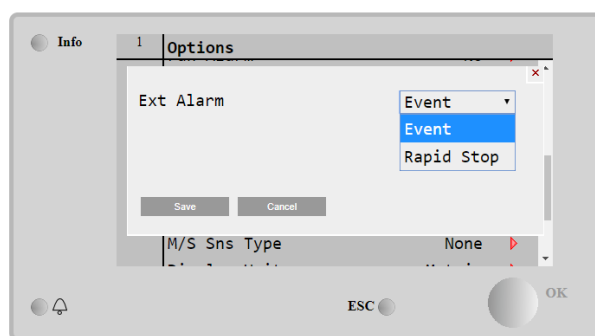 Info
1 Options
Ext Alarm Event
Event
Rapid Stop
Save Cancel
M/S Sns Type None
ESC
OK